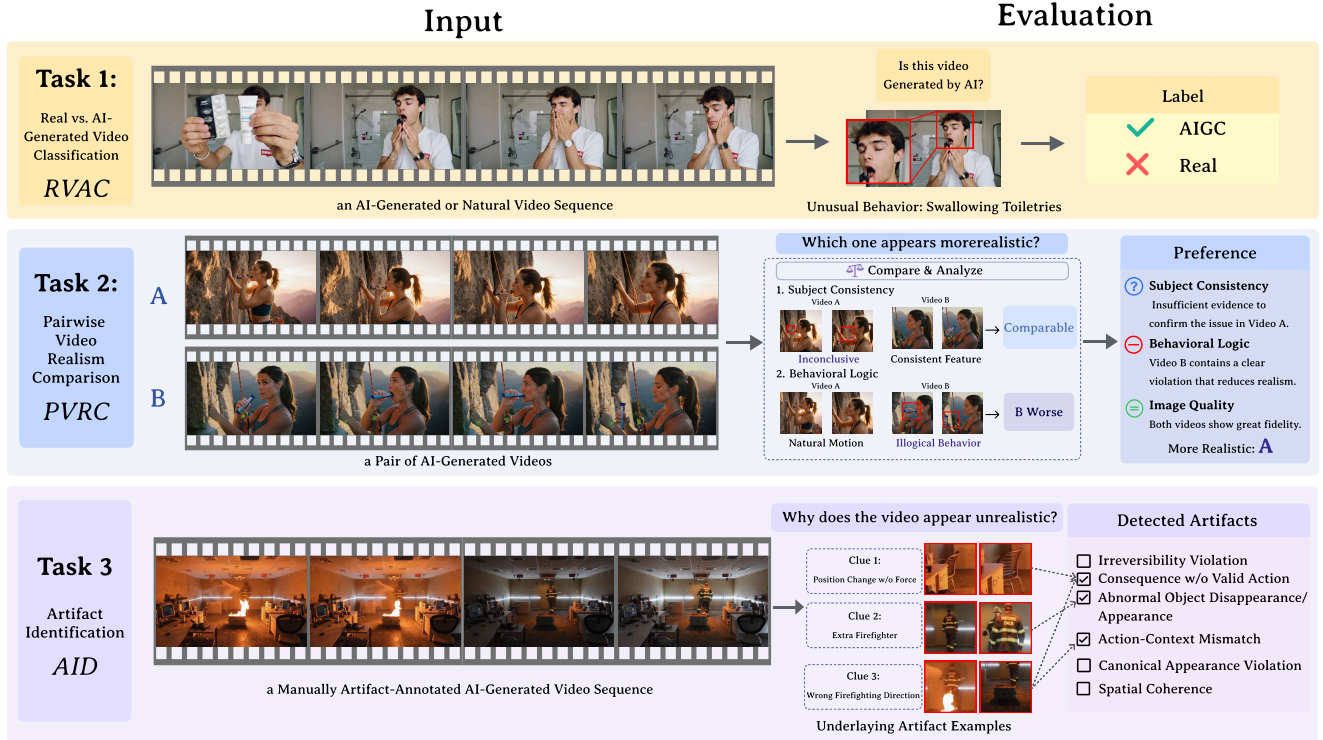 Input
Evaluation
Task 1:
Real vs. AI-
Generated Video
Classification
RVAC
an AI-Generated or Natural Video Sequence
Is this video
Generated by AI?
Unusual Behavior: Swallowing Toiletries
Label
AIGC
Real
Task 2:
Pairwise
Video
Realism
Comparison
PVRC
A
B
a Pair of AI-Generated Videos
Which one appears morerealistic?
Compare & Analyze
1. Subject Consistency
Video A
Video B
Inconclusive
Consistent Feature
Comparable
2. Behavioral Logic
Video A
Video B
Natural Motion
Illogical Behavior
B Worse
Preference
? Subject Consistency
Insufficient evidence to
confirm the issue in Video A.
Behavioral Logic
Video B contains a clear
violation that reduces realism.
= Image Quality
Both videos show great fidelity.
More Realistic: A
Task 3
Artifact
Identification
AID
a Manually Artifact-Annotated AI-Generated Video Sequence
Why does the video appear unrealistic?
Clue 1:
Position Change w/o Force
Clue 2:
Extra Firefighter
Clue 3:
Wrong Firefighting Direction
Underlaying Artifact Examples
Detected Artifacts
Irreversibility Violation
Consequence w/o Valid Action
Abnormal Object Disappearance/
Appearance
Action-Context Mismatch
Canonical Appearance Violation
Spatial Coherence